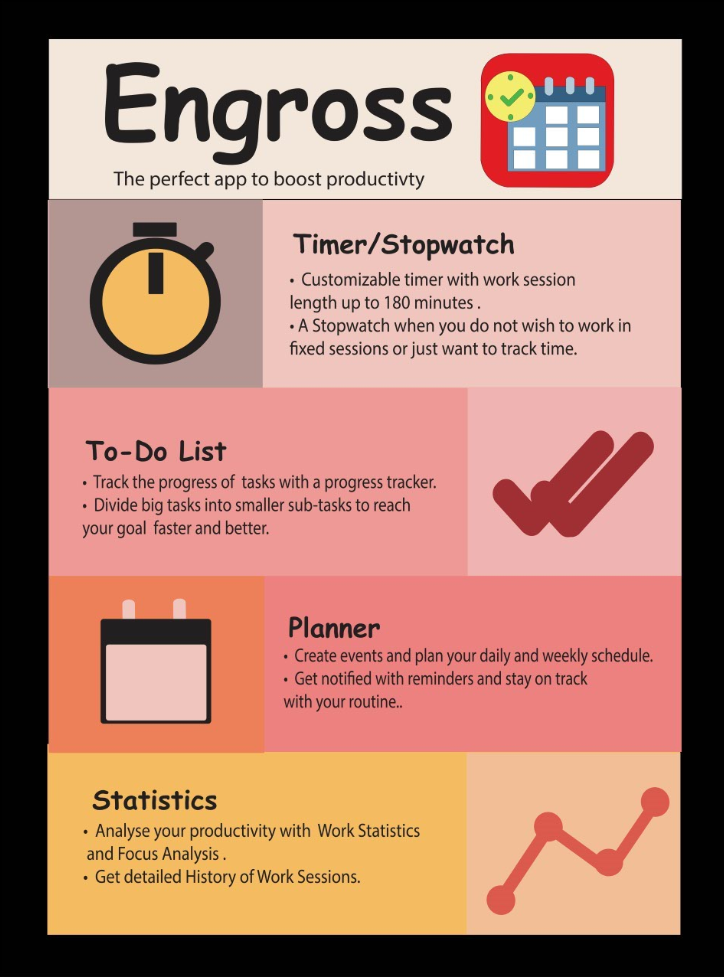 Engross
The perfect app to boost productivty
Timer/Stopwatch
• Customizable timer with work session
length up to 180 minutes .
• A Stopwatch when you do not wish to work in
fixed sessions or just want to track time.
To-Do List
• Track the progress of tasks with a progress tracker.
• Divide big tasks into smaller sub-tasks to reach
your goal faster and better.
Planner
• Create events and plan your daily and weekly schedule.
• Get notified with reminders and stay on track
with your routine..
Statistics
• Analyse your productivity with Work Statistics
and Focus Analysis .
• Get detailed History of Work Sessions.